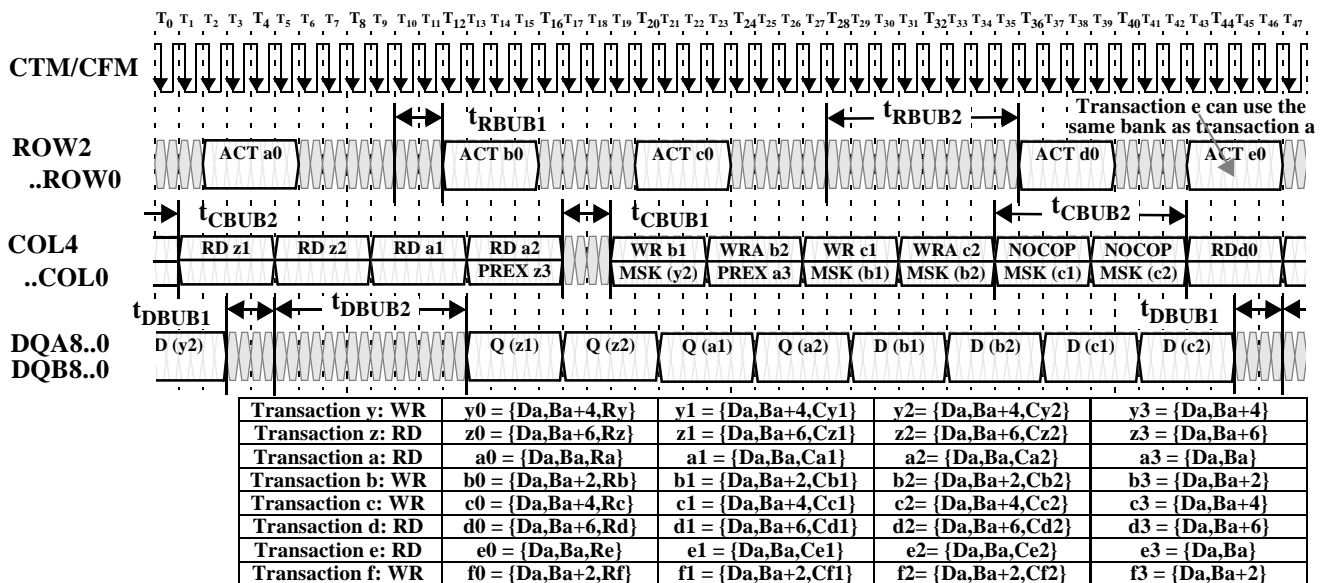 T0 T1 T2 T3 T4 T5 T6 T7 T8 T9 T10 T11 T12 T13 T14 T15 T16 T17 T18 T19 T20 T21 T22 T23 T24 T25 T26 T27 T28 T29 T30 T31 T32 T33 T34 T35 T36 T37 T38 T39 T40 T41 T42 T43 T44 T45 T46 T47
CTM/CFM
Transaction e can use the
same bank as transaction a
tRBUB1 tRBUB2
ROW2
..ROW0
ACT a0 ACT b0 ACT c0 ACT d0 ACT e0
tCBUB2 tCBUB1 tCBUB2
COL4
..COL0
RD z1 RD z2 RD a1 RD a2 WR b1 WRA b2 WR c1 WRA c2 NOCOP NOCOP RDd0
PREX z3 MSK (y2) PREX a3 MSK (b1) MSK (b2) MSK (c1) MSK (c2)
tDBUB1 tDBUB2 tDBUB1
DQA8..0
DQB8..0
D (y2) Q (z1) Q (z2) Q (a1) Q (a2) D (b1) D (b2) D (c1) D (c2)
Transaction y: WR y0 = {Da,Ba+4,Ry} y1 = {Da,Ba+4,Cy1} y2= {Da,Ba+4,Cy2} y3 = {Da,Ba+4}
Transaction z: RD z0 = {Da,Ba+6,Rz} z1 = {Da,Ba+6,Cz1} z2= {Da,Ba+6,Cz2} z3 = {Da,Ba+6}
Transaction a: RD a0 = {Da,Ba,Ra} a1 = {Da,Ba,Ca1} a2= {Da,Ba,Ca2} a3 = {Da,Ba}
Transaction b: WR b0 = {Da,Ba+2,Rb} b1 = {Da,Ba+2,Cb1} b2= {Da,Ba+2,Cb2} b3 = {Da,Ba+2}
Transaction c: WR c0 = {Da,Ba+4,Rc} c1 = {Da,Ba+4,Cc1} c2= {Da,Ba+4,Cc2} c3 = {Da,Ba+4}
Transaction d: RD d0 = {Da,Ba+6,Rd} d1 = {Da,Ba+6,Cd1} d2= {Da,Ba+6,Cd2} d3 = {Da,Ba+6}
Transaction e: RD e0 = {Da,Ba,Re} e1 = {Da,Ba,Ce1} e2= {Da,Ba,Ce2} e3 = {Da,Ba}
Transaction f: WR f0 = {Da,Ba+2,Rf} f1 = {Da,Ba+2,Cf1} f2= {Da,Ba+2,Cf2} f3 = {Da,Ba+2}